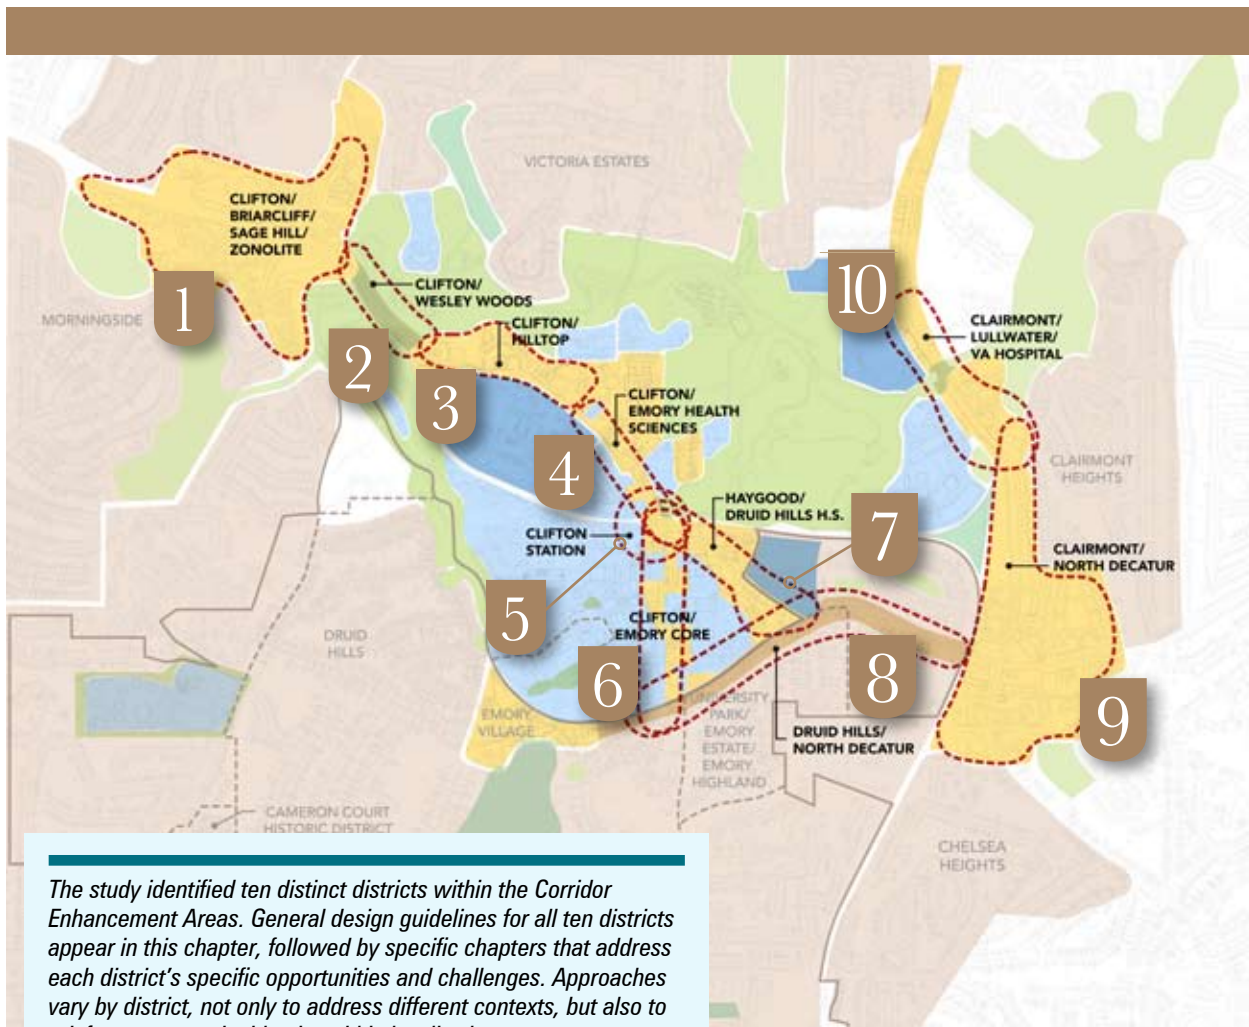 VICTORIA ESTATES
CLIFTON/
BRIARCLIFF/
SAGE HILL/
ZONOLITE
1
MORNINGSIDE
CLIFTON/
WESLEY WOODS
2
CLIFTON/
HILLTOP
3
CLIFTON/
EMORY HEALTH
SCIENCES
4
10
CLAIRMONT/
LULLWATER/
VA HOSPITAL
CLAIRMONT
HEIGHTS
HAYGOOD/
DRUID HILLS H.S.
7
CLIFTON
STATION
5
CLAIRMONT/
NORTH DECATUR
DRUID
HILLS
CLIFTON/
EMORY CORE
6
8
9
EMORY
VILLAGE
UNIVERSITY
PARK/
EMORY
ESTATE/
EMORY
HIGHLAND
DRUID HILLS/
NORTH DECATUR
CAMERON COURT
HISTORIC DISTRICT
CHELSEA
HEIGHTS
The study identified ten distinct districts within the Corridor
Enhancement Areas. General design guidelines for all ten districts
appear in this chapter, followed by specific chapters that address
each district's specific opportunities and challenges. Approaches
vary by district, not only to address different contexts, but also to